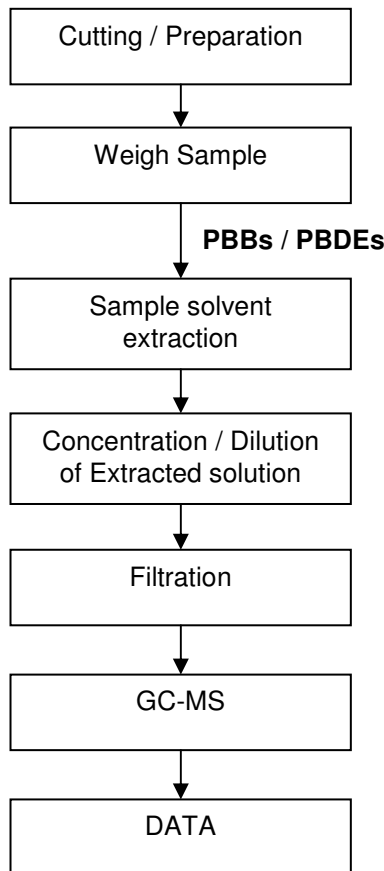 Cutting / Preparation
Weigh Sample
PBBs / PBDEs
Sample solvent
extraction
Concentration / Dilution
of Extracted solution
Filtration
GC-MS
DATA